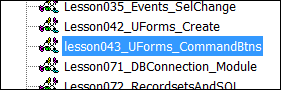 Lesson035_Events_SelChange
Lesson042_UForms_Create
lesson043_UForms_CommandBtns
Lesson071_DBConnection_Module
Lesson072_RecordsetsAndSQL